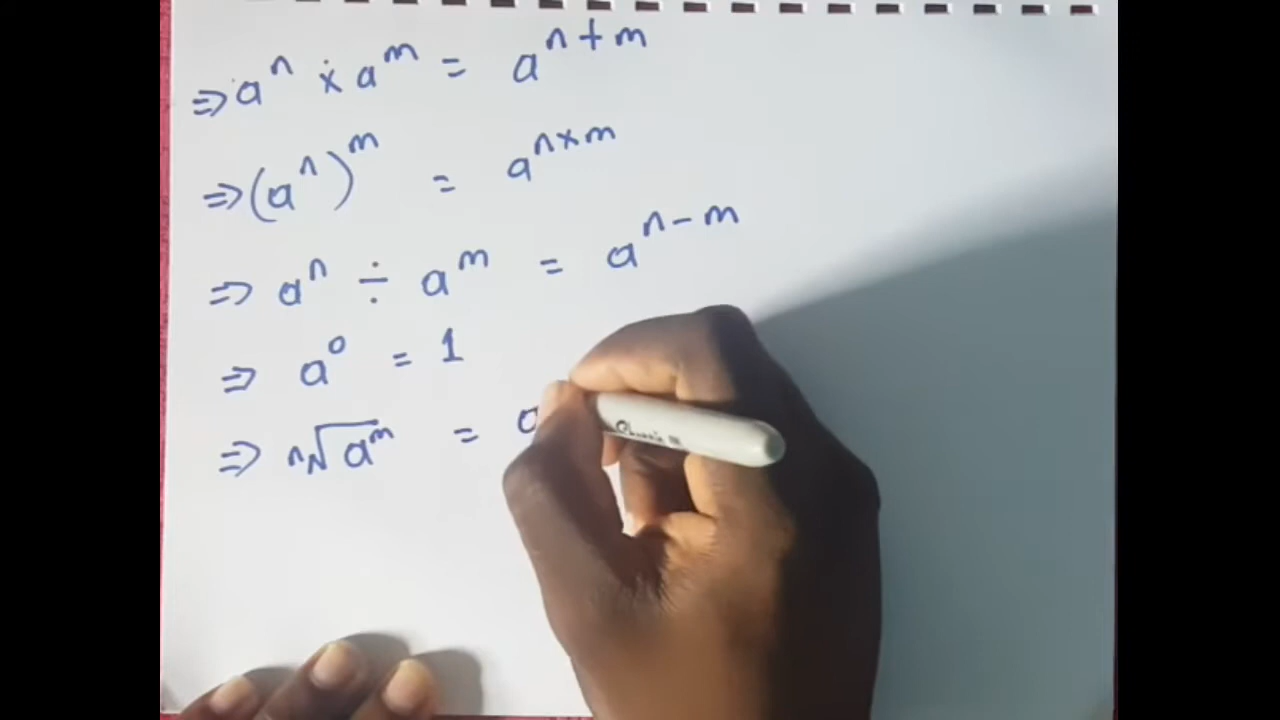 ⇒ aⁿ × aᵐ = aⁿ⁺ᵐ
⇒ (aⁿ)ᵐ = aⁿˣᵐ
⇒ aⁿ ÷ aᵐ = aⁿ⁻ᵐ
⇒ a⁰ = 1
⇒ ⁿ√aᵐ = a